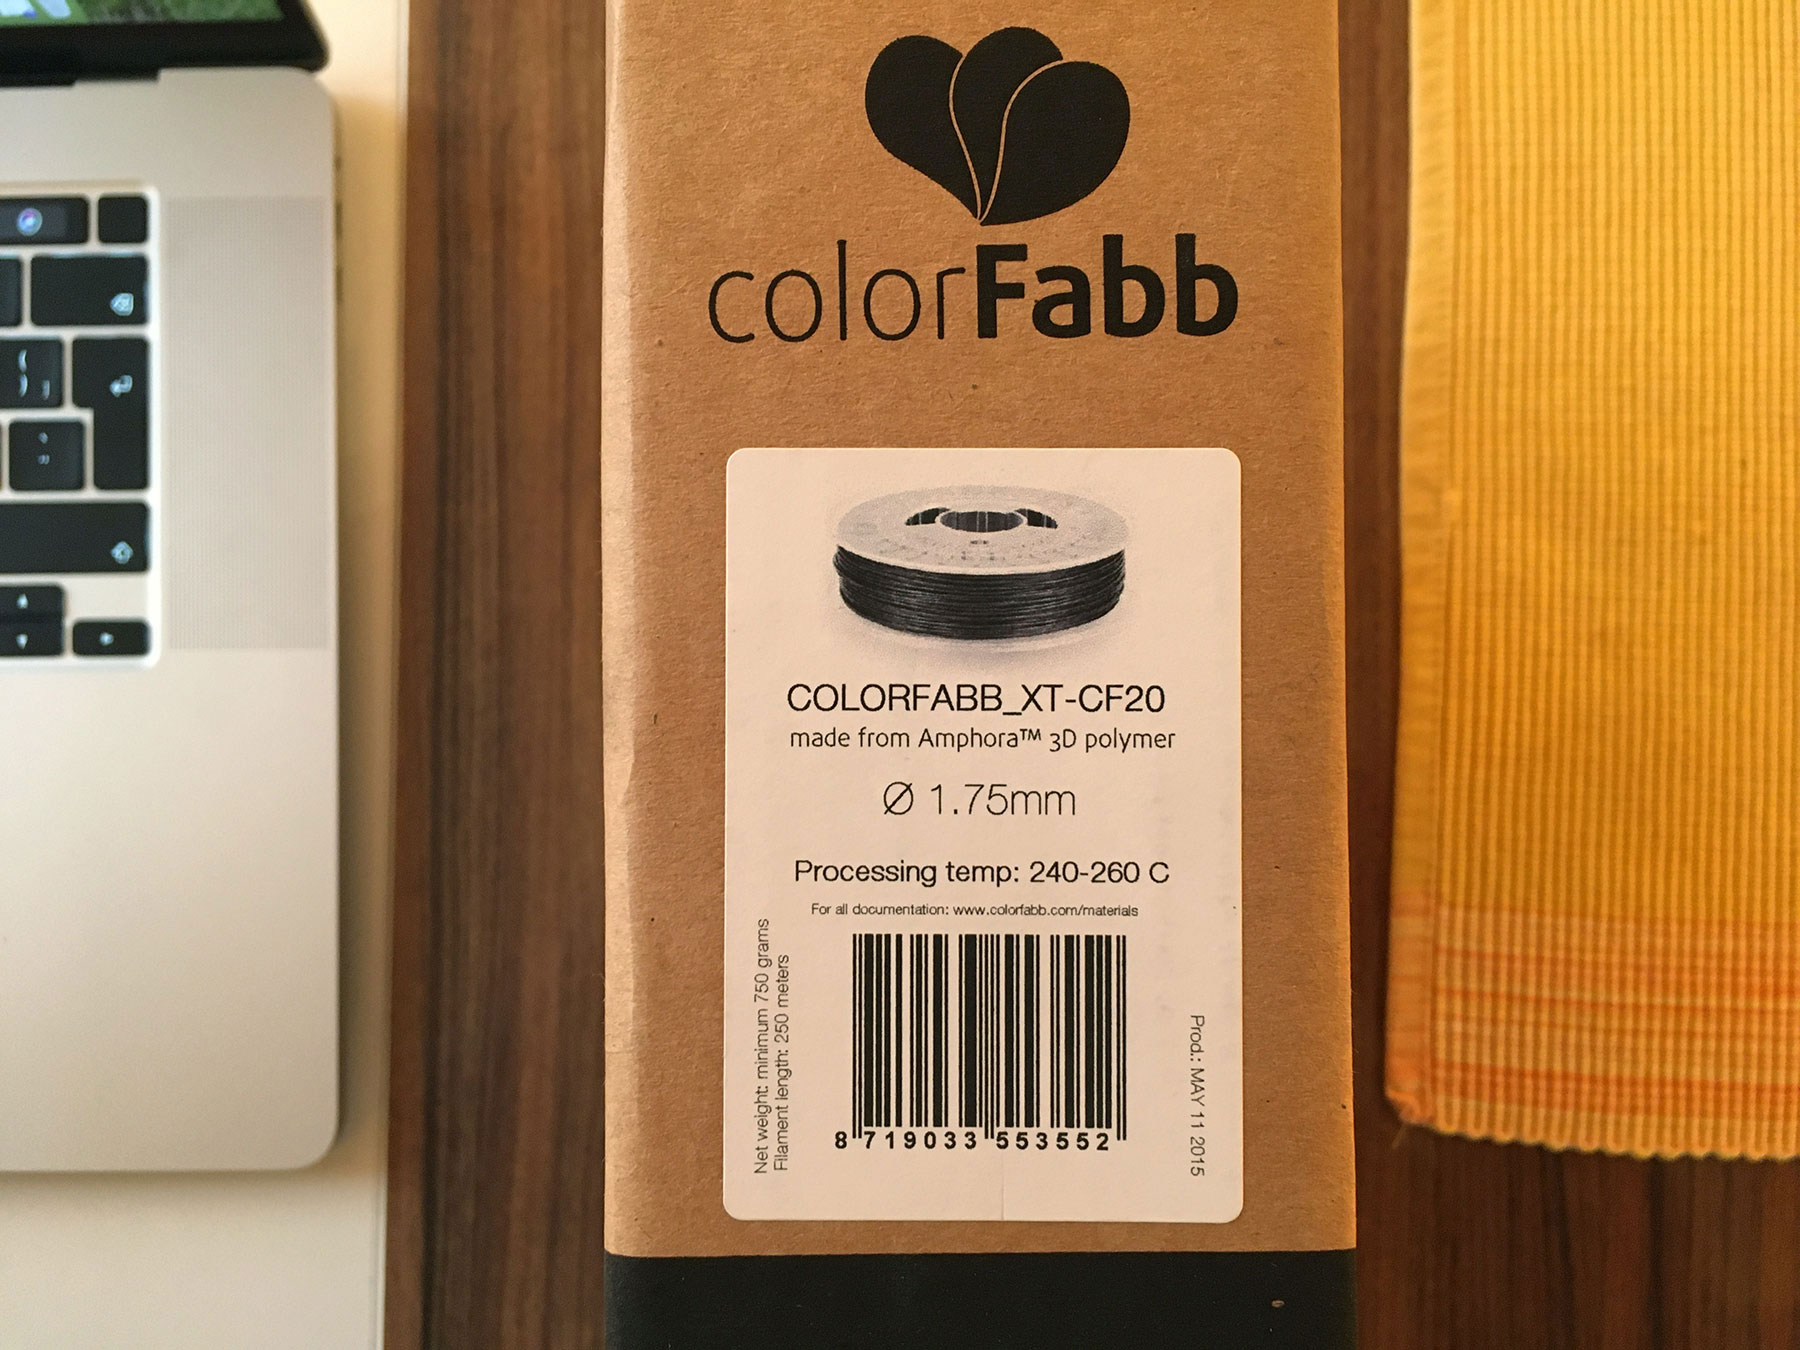 colorFabb
COLORFABB_XT-CF20
made from Amphora™ 3D polymer
Ø 1.75mm
Processing temp: 240-260 C
For all documentation: www.colorfabb.com/materials
Net weight: minimum 750 grams
Filament length: 250 meters
8 719033 553552
Prod.: MAY 11 2015